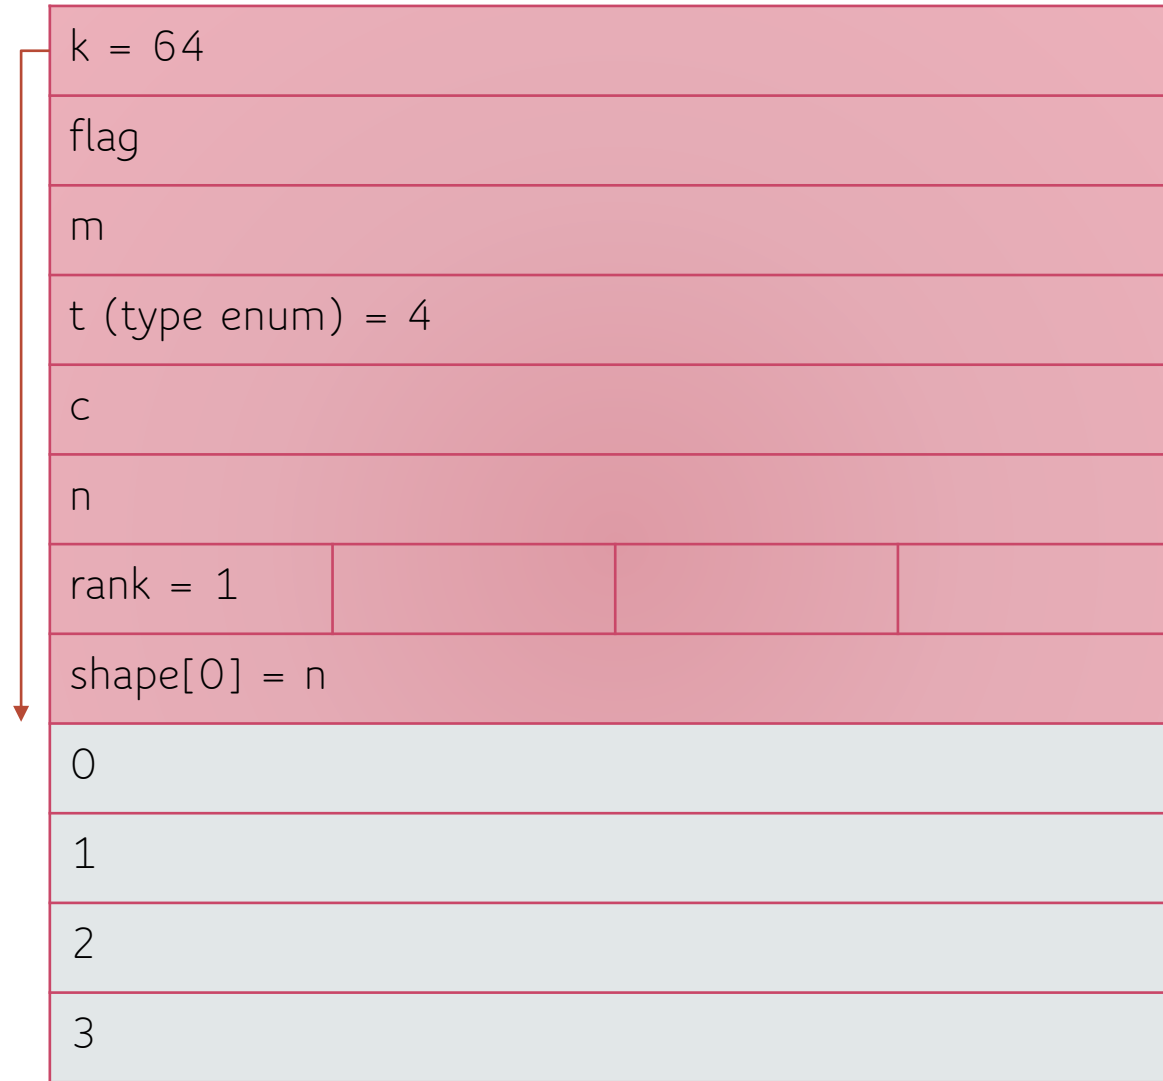 k = 64
flag
m
t (type enum) = 4
c
n
rank = 1
shape[0] = n
0
1
2
3